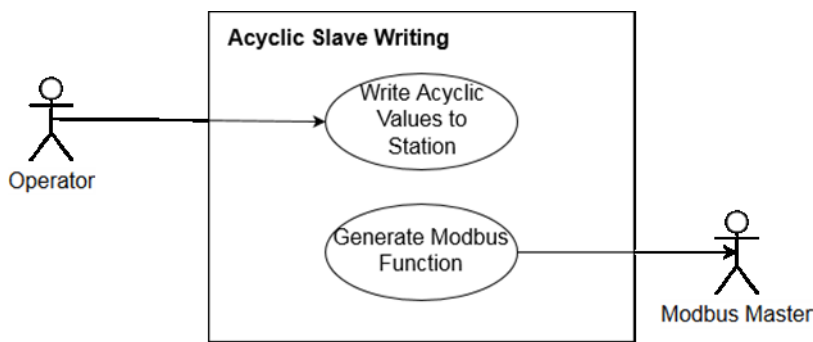 Acyclic Slave Writing
Write Acyclic
Values to
Station
Operator
Generate Modbus
Function
Modbus Master